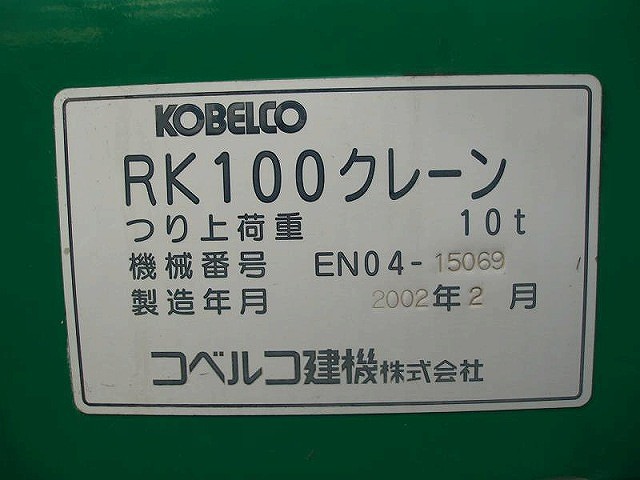 KOBELCO
RK100クレーン
つり上荷重 10t
機械番号 EN04-15069
製造年月 2002年2月
コベルコ建機株式会社